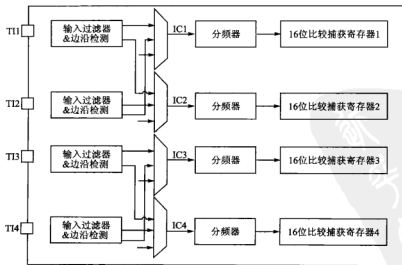 TI1
输入过滤器
&边沿检测
IC1
分频器
16位比较捕获寄存器1
TI2
输入过滤器
&边沿检测
IC2
分频器
16位比较捕获寄存器2
TI3
输入过滤器
&边沿检测
IC3
分频器
16位比较捕获寄存器3
TI4
输入过滤器
&边沿检测
IC4
分频器
16位比较捕获寄存器4